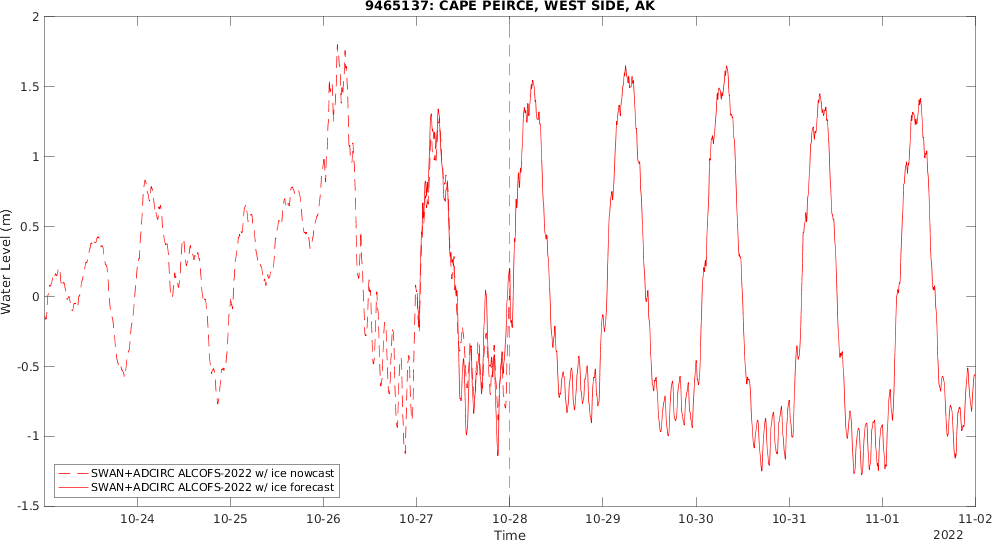 9465137: CAPE PEIRCE, WEST SIDE, AK
2
1.5
1
0.5
0
-0.5
-1
-1.5
Water Level (m)
SWAN+ADCIRC ALCOFS-2022 w/ ice nowcast
SWAN+ADCIRC ALCOFS-2022 w/ ice forecast
10-24 10-25 10-26 10-27 10-28 10-29 10-30 10-31 11-01 11-02
Time
2022